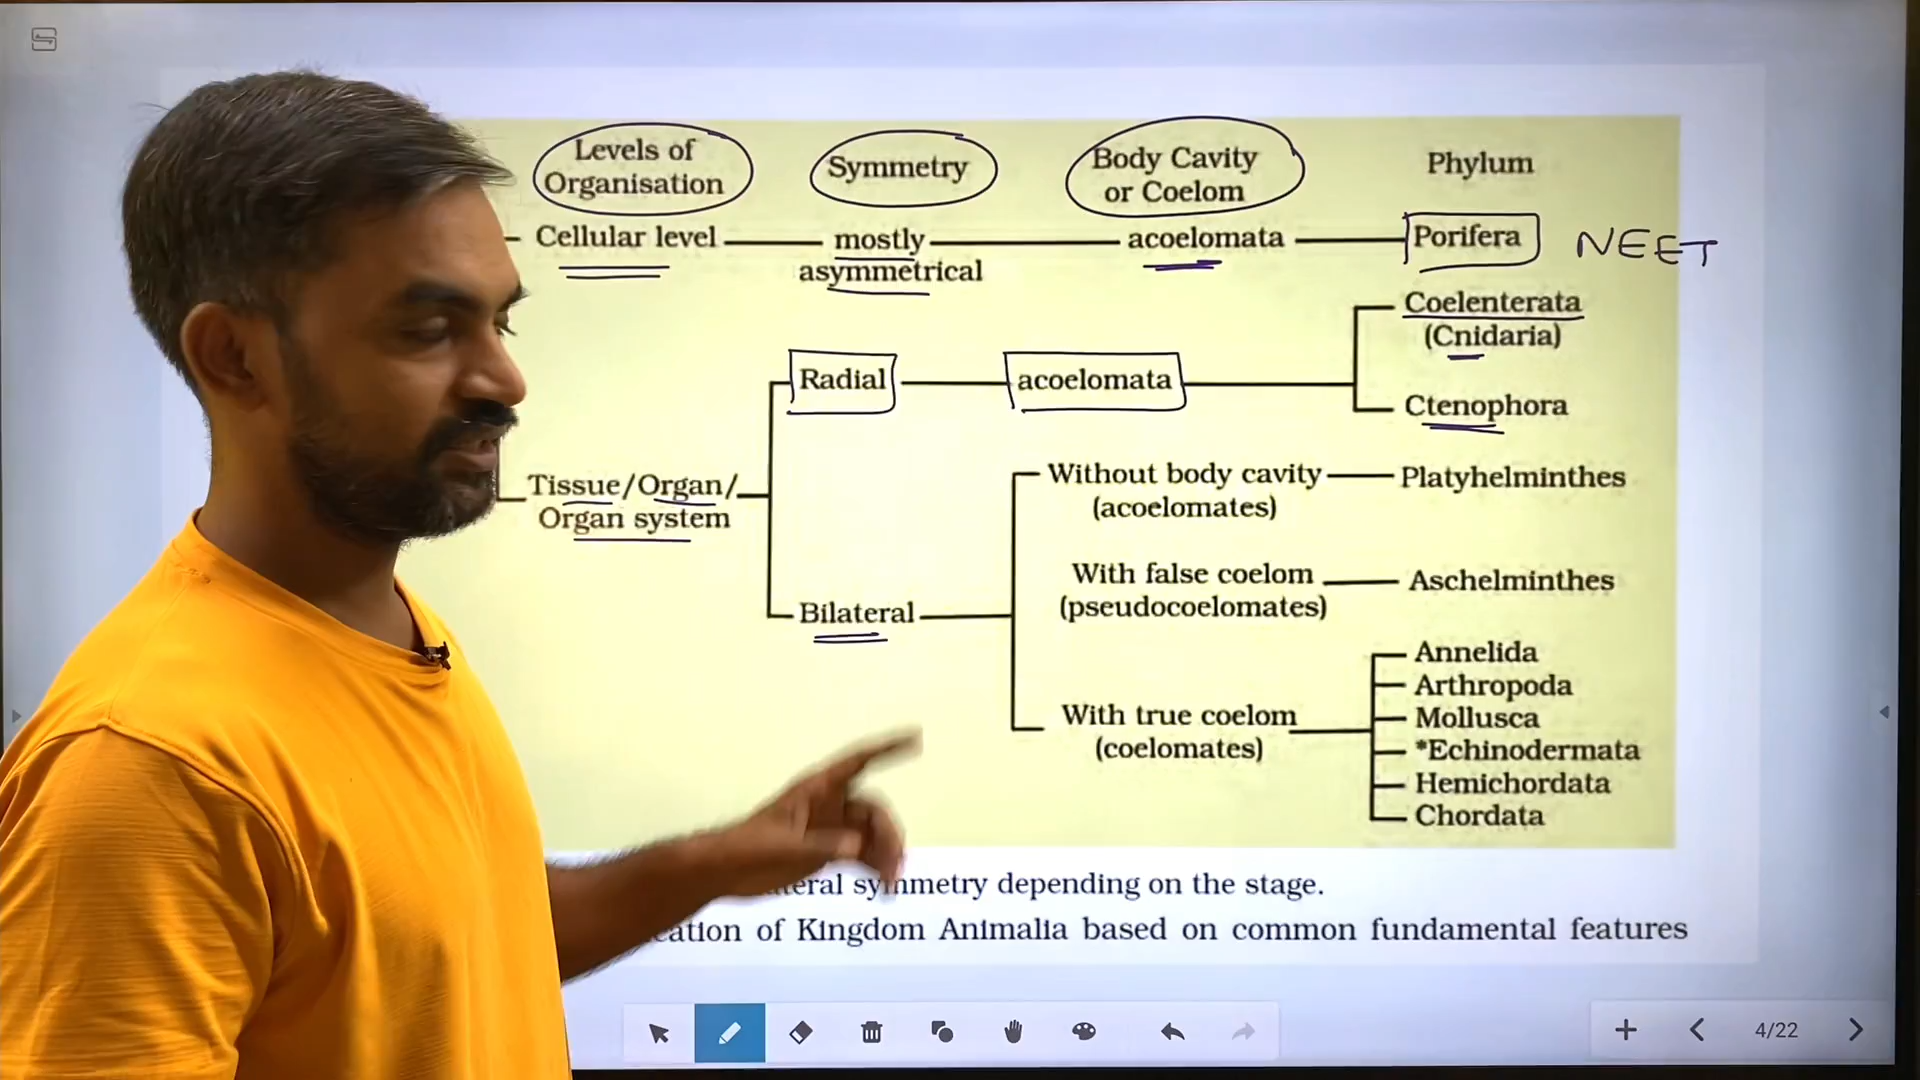 Levels of
Organisation
Symmetry
Body Cavity
or Coelom
Phylum
Cellular level
mostly
asymmetrical
acoelomata
Porifera
NEET
Coelenterata
(Cnidaria)
Radial
acoelomata
Ctenophora
Tissue/Organ/
Organ system
Without body cavity
(acoelomates)
Platyhelminthes
With false coelom
(pseudocoelomates)
Aschelminthes
Bilateral
With true coelom
(coelomates)
Annelida
Arthropoda
Mollusca
*Echinodermata
Hemichordata
Chordata
symmetry depending on the stage.
of Kingdom Animalia based on common fundamental features
4/22